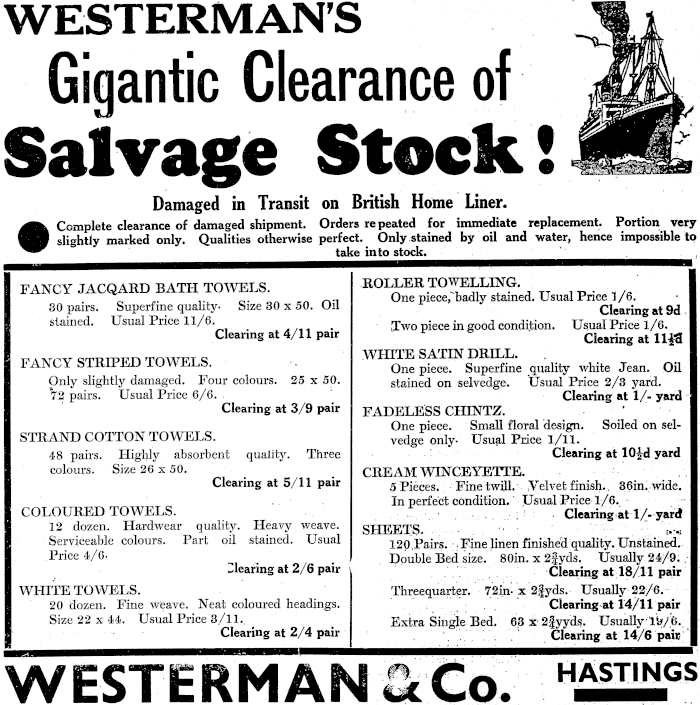 WESTERMAN'S
Gigantic Clearance of
Salvage Stock!
Damaged in Transit on British Home Liner.
Complete clearance of damaged shipment. Orders repeated for immediate replacement. Portion very
slightly marked only. Qualities otherwise perfect. Only stained by oil and water, hence impossible to
take into stock.
FANCY JACQARD BATH TOWELS.
30 pairs. Superfine quality. Size 30 x 50. Oil
stained. Usual Price 11/6.
Clearing at 4/11 pair
FANCY STRIPED TOWELS.
Only slightly damaged. Four colours. 25 x 50.
72 pairs. Usual Price 6/6.
Clearing at 3/9 pair
STRAND COTTON TOWELS.
48 pairs. Highly absorbent quality. Three
colours. Size 26 x 50.
Clearing at 5/11 pair
COLOURED TOWELS.
12 dozen. Hardwear quality. Heavy weave.
Serviceable colours. Part oil stained. Usual
Price 4/6.
Clearing at 2/6 pair
WHITE TOWELS.
20 dozen. Fine weave. Neat coloured headings.
Size 22 x 44. Usual Price 3/11.
Clearing at 2/4 pair
ROLLER TOWELLING.
One piece, badly stained. Usual Price 1/6.
Clearing at 9d
Two piece in good condition. Usual Price 1/6.
Clearing at 11½d
WHITE SATIN DRILL.
One piece. Superfine quality white Jean. Oil
stained on selvedge. Usual Price 2/3 yard.
Clearing at 1/- yard
FADELESS CHINTZ.
One piece. Small floral design. Soiled on sel-
vedge only. Usual Price 1/11.
Clearing at 10½d yard
CREAM WINCEYETTE.
5 Pieces. Fine twill. Velvet finish. 36in. wide.
In perfect condition. Usual Price 1/6.
Clearing at 1/- yard
SHEETS.
120 Pairs. Fine linen finished quality. Unstained.
Double Bed size. 80in. x 2¾yds. Usually 24/9.
Clearing at 18/11 pair
Threequarter. 72in. x 2¾yds. Usually 22/6.
Clearing at 14/11 pair
Extra Single Bed. 63 x 2¾yyds. Usually
Clearing at 14/6 pair
WESTERMAN & Co. HASTINGS